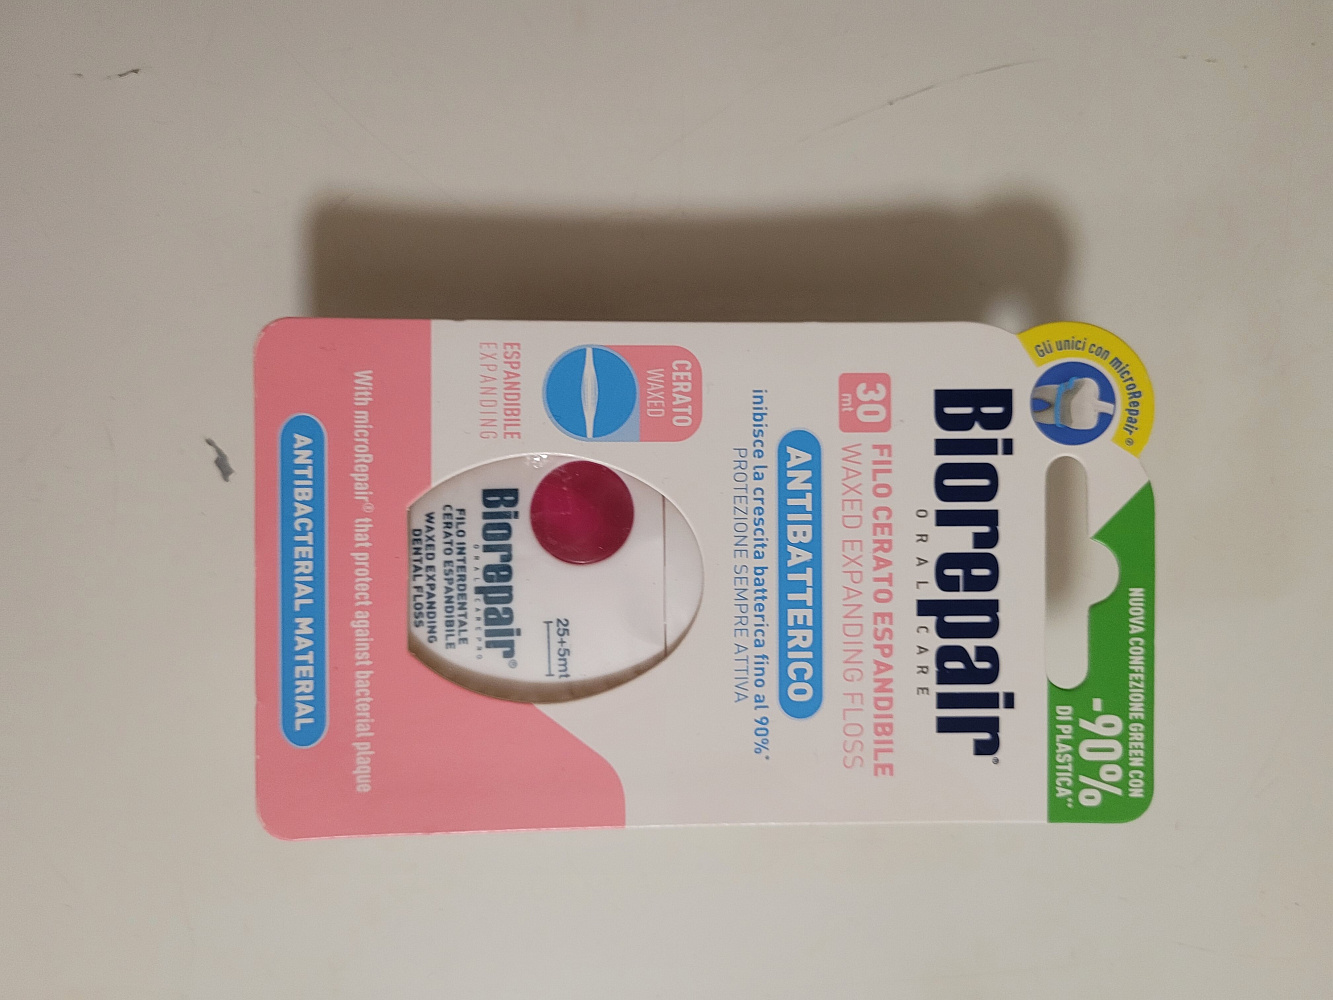 Gli unici con microRepair®
NUOVA CONFEZIONE GREEN CON
-90%
DI PLASTICA**
Biorepair®
ORAL CARE
30
mt
FILO CERATO ESPANDIBILE
WAXED EXPANDING FLOSS
ANTIBATTERICO
inibisce la crescita batterica fino al 90%*
PROTEZIONE SEMPRE ATTIVA
CERATO
WAXED
ESPANDIBILE
EXPANDING
25+5mt
Biorepair®
ORAL CARE PRO
FILO INTERDENTALE
CERATO ESPANDIBILE
WAXED EXPANDING
DENTAL FLOSS
With microRepair® that protect against bacterial plaque
ANTIBACTERIAL MATERIAL